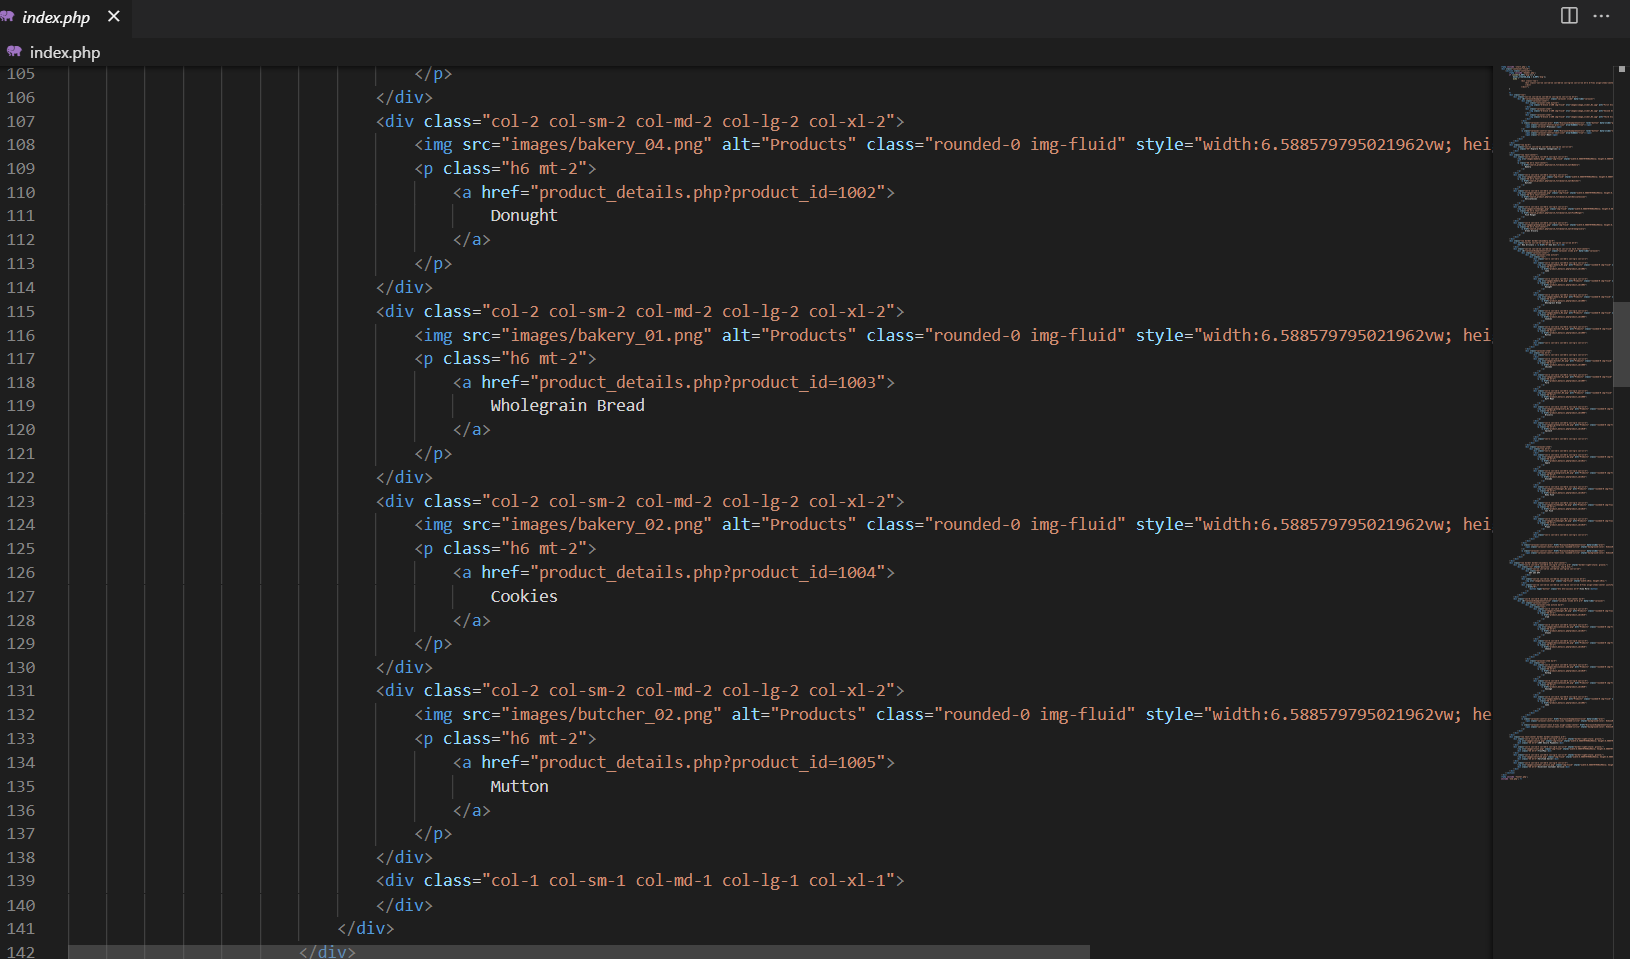 index.php
index.php
105 </p>
106 </div>
107 <div class="col-2 col-sm-2 col-md-2 col-lg-2 col-xl-2">
108 <img src="images/bakery_04.png" alt="Products" class="rounded-0 img-fluid" style="width:6.588579795021962vw; hei
109 <p class="h6 mt-2">
110 <a href="product_details.php?product_id=1002">
111 Donught
112 </a>
113 </p>
114 </div>
115 <div class="col-2 col-sm-2 col-md-2 col-lg-2 col-xl-2">
116 <img src="images/bakery_01.png" alt="Products" class="rounded-0 img-fluid" style="width:6.588579795021962vw; hei
117 <p class="h6 mt-2">
118 <a href="product_details.php?product_id=1003">
119 Wholegrain Bread
120 </a>
121 </p>
122 </div>
123 <div class="col-2 col-sm-2 col-md-2 col-lg-2 col-xl-2">
124 <img src="images/bakery_02.png" alt="Products" class="rounded-0 img-fluid" style="width:6.588579795021962vw; hei
125 <p class="h6 mt-2">
126 <a href="product_details.php?product_id=1004">
127 Cookies
128 </a>
129 </p>
130 </div>
131 <div class="col-2 col-sm-2 col-md-2 col-lg-2 col-xl-2">
132 <img src="images/butcher_02.png" alt="Products" class="rounded-0 img-fluid" style="width:6.588579795021962vw; he
133 <p class="h6 mt-2">
134 <a href="product_details.php?product_id=1005">
135 Mutton
136 </a>
137 </p>
138 </div>
139 <div class="col-1 col-sm-1 col-md-1 col-lg-1 col-xl-1">
140 </div>
141 </div>
142 </div>